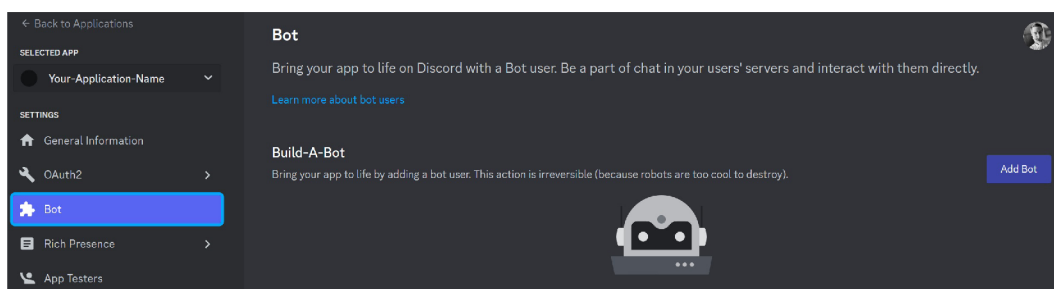 ← Back to Applications
SELECTED APP
Your-Application-Name
SETTINGS
General Information
OAuth2
Bot
Rich Presence
App Testers
Bot
Bring your app to life on Discord with a Bot user. Be a part of chat in your users' servers and interact with them directly.
Learn more about bot users
Build-A-Bot
Bring your app to life by adding a bot user. This action is irreversible (because robots are too cool to destroy).
Add Bot